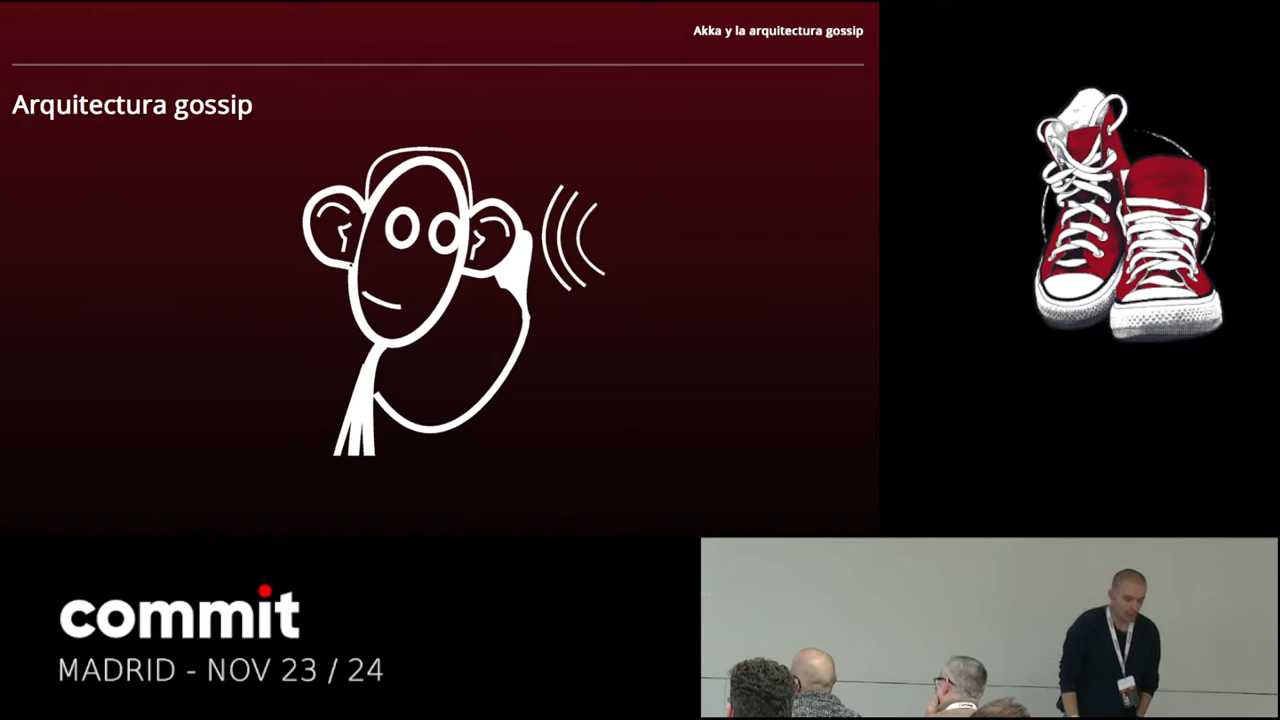 Akka y la arquitectura gossip
Arquitectura gossip
commit
MADRID - NOV 23 / 24